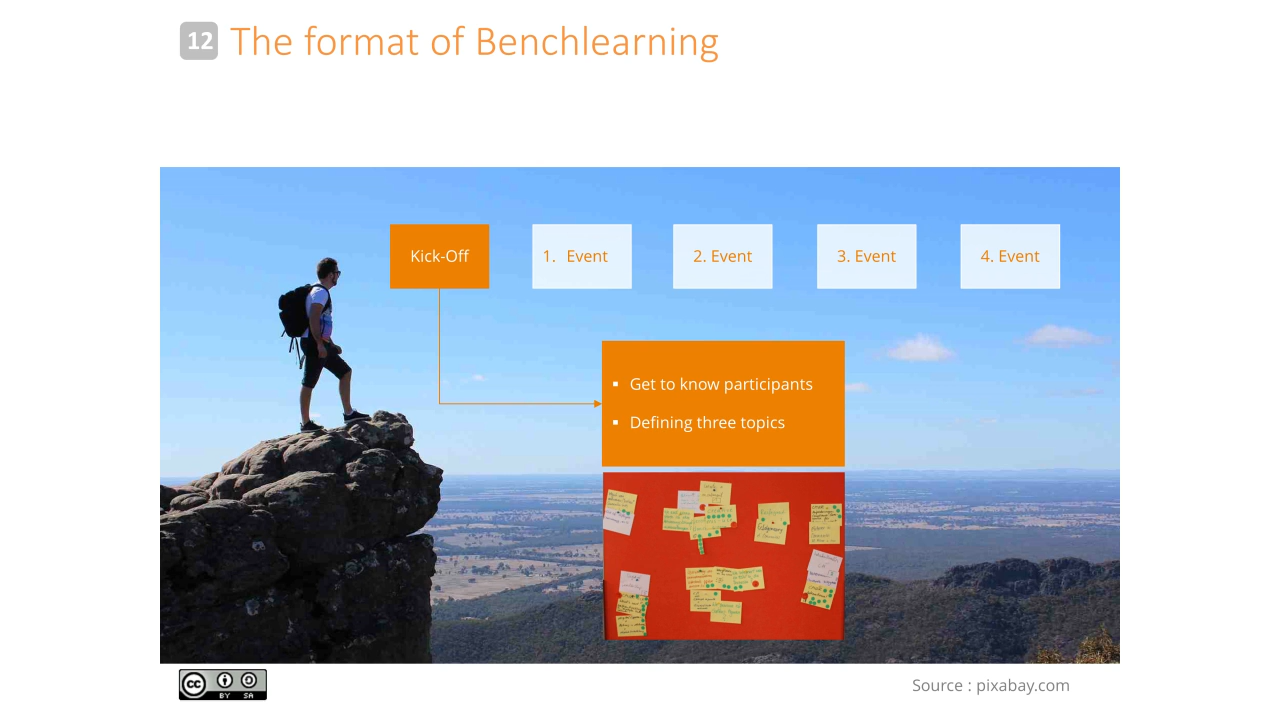 12 The format of Benchlearning
Kick-Off
1. Event
2. Event
3. Event
4. Event
▪ Get to know participants
▪ Defining three topics
cc BY SA
Source : pixabay.com